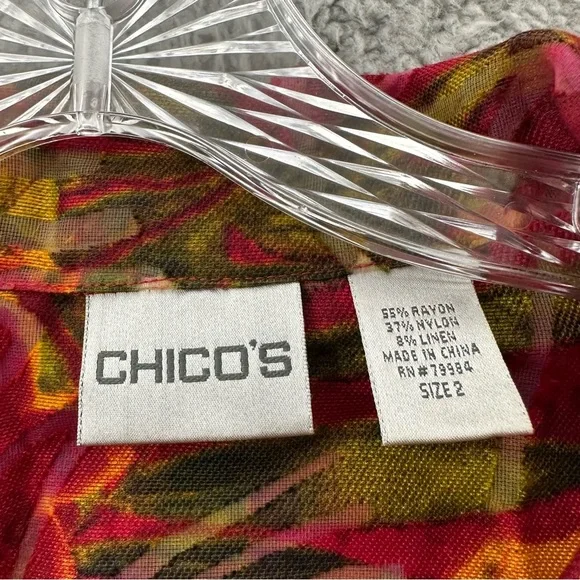 CHICO'S
55% RAYON
37% NYLON
8% LINEN
MADE IN CHINA
RN# 79984
SIZE 2